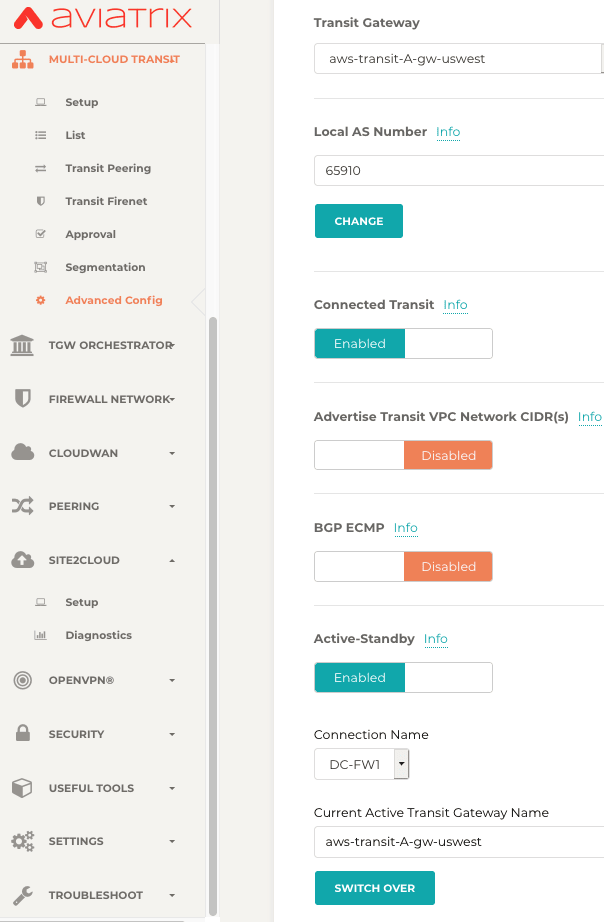 aviatrix
MULTI-CLOUD TRANSIT
Setup
List
Transit Peering
Transit Firenet
Approval
Segmentation
Advanced Config
TGW ORCHESTRATOR
FIREWALL NETWORK
CLOUDWAN
PEERING
SITE2CLOUD
Setup
Diagnostics
OPENVPN®
SECURITY
USEFUL TOOLS
SETTINGS
TROUBLESHOOT
Transit Gateway
aws-transit-A-gw-uswest
Local AS Number Info
65910
CHANGE
Connected Transit Info
Enabled
Advertise Transit VPC Network CIDR(s) Info
Disabled
BGP ECMP Info
Disabled
Active-Standby Info
Enabled
Connection Name
DC-FW1
Current Active Transit Gateway Name
aws-transit-A-gw-uswest
SWITCH OVER